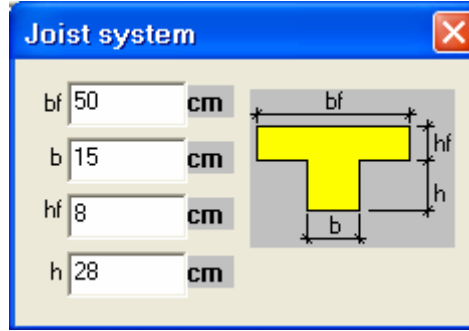 Joist system
bf 50 cm
b 15 cm
hf 8 cm
h 28 cm
bf
hf
h
b